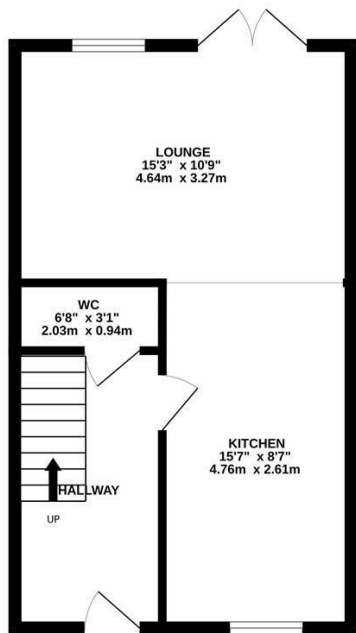 LOUNGE
15'3" x 10'9"
4.64m x 3.27m
WC
6'8" x 3'1"
2.03m x 0.94m
KITCHEN
15'7" x 8'7"
4.76m x 2.61m
HALLWAY
UP